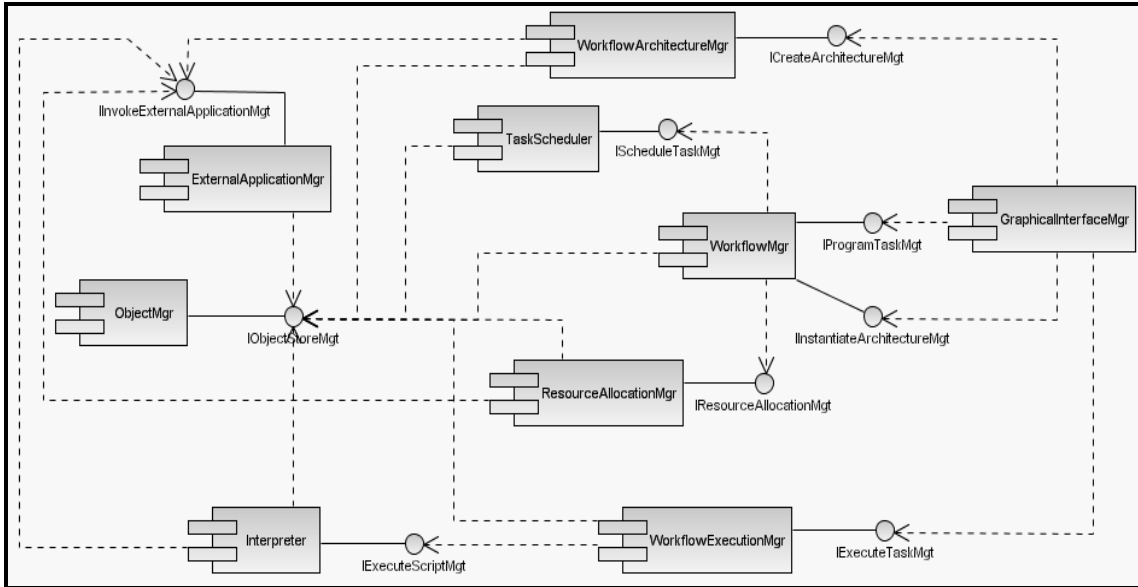 WorkflowArchitectureMgr
ICreateArchitectureMgt
IInvokeExternalApplicationMgt
TaskScheduler
IScheduleTaskMgt
ExternalApplicationMgr
GraphicalInterfaceMgr
WorkflowMgr
IProgramTaskMgt
ObjectMgr
IObjectStoreMgt
IInstantiateArchitectureMgt
ResourceAllocationMgr
IResourceAllocationMgt
Interpreter
WorkflowExecutionMgr
IExecuteScriptMgt
IExecuteTaskMgt